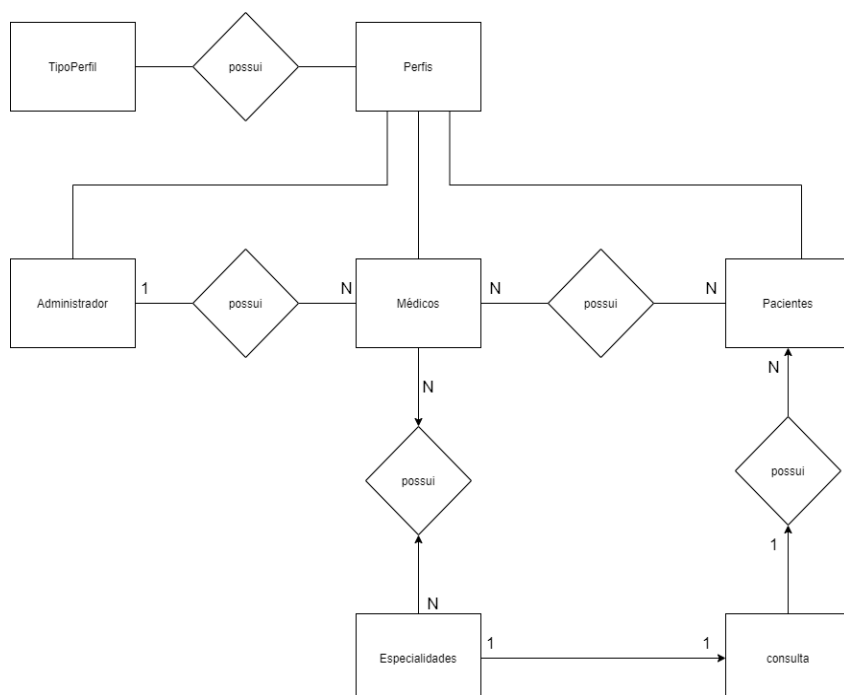 TipoPerfil
possui
Perfis
Administrador
1
possui
N
Médicos
N
possui
N
Pacientes
N
N
possui
possui
1
N
Especialidades
1
1
consulta